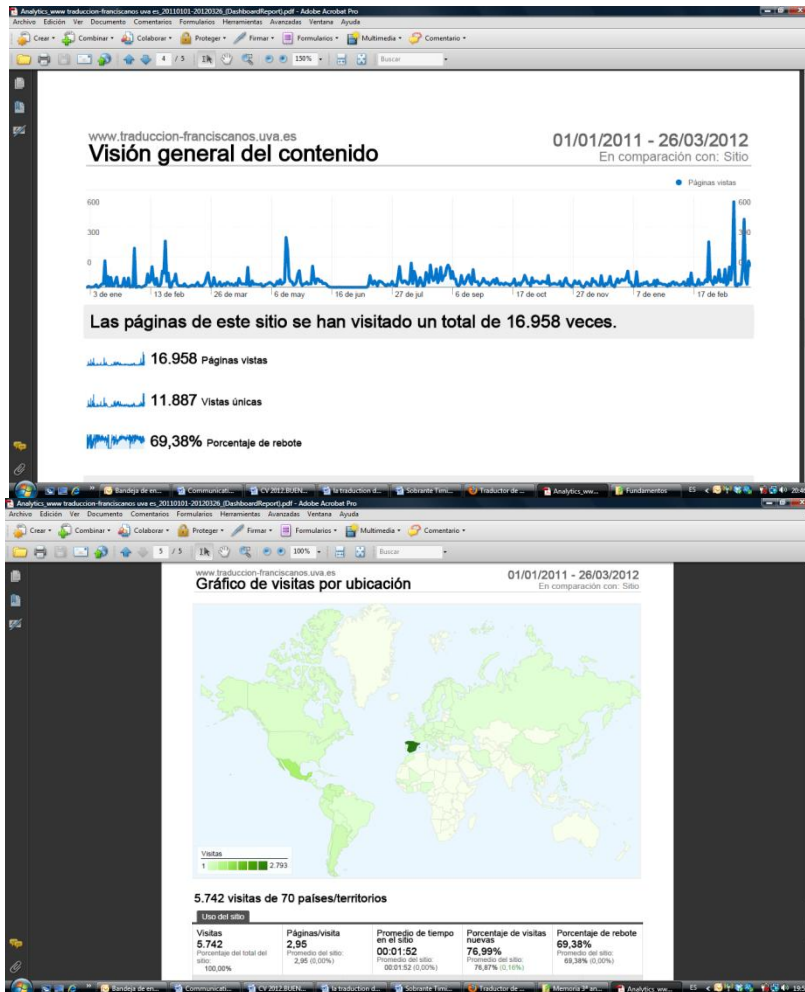 Analytics_www traduccion-franciscanos uva es_20110101-20120326_(DashboardReport).pdf - Adobe Acrobat Pro
Archivo Edición Ver Documento Comentarios Formularios Herramientas Avanzadas Ventana Ayuda
Crear Combinar Colaborar Proteger Firmar Formularios Multimedia Comentario
4 / 5 150% Buscar
www.traduccion-franciscanos.uva.es
Visión general del contenido
01/01/2011 - 26/03/2012
En comparación con: Sitio
Páginas vistas
600 600
300 300
0 0
3 de ene 13 de feb 26 de mar 6 de may 16 de jun 27 de jul 6 de sep 17 de oct 27 de nov 7 de ene 17 de feb
Las páginas de este sitio se han visitado un total de 16.958 veces.
16.958 Páginas vistas
11.887 Vistas únicas
69,38% Porcentaje de rebote
Bandeja de en... Communicati... CV 2012.BUEN... la traduction d... Sobrante Timi... Traductor de ... Analytics_ww... Fundamentos ES
Analytics_www traduccion-franciscanos uva es_20110101-20120326_(DashboardReport).pdf - Adobe Acrobat Pro
Archivo Edición Ver Documento Comentarios Formularios Herramientas Avanzadas Ventana Ayuda
Crear Combinar Colaborar Proteger Firmar Formularios Multimedia Comentario
5 / 5 100% Buscar
www.traduccion-franciscanos.uva.es
Gráfico de visitas por ubicación
01/01/2011 - 26/03/2012
En comparación con: Sitio
Visitas
1 2.793
5.742 visitas de 70 países/territorios
Uso del sitio
Visitas
5.742
Porcentaje del total del
sitio:
100,00%
Páginas/visita
2,95
Promedio del sitio:
2,95 (0,00%)
Promedio de tiempo
en el sitio
00:01:52
Promedio del sitio:
00:01:52 (0,00%)
Porcentaje de visitas
nuevas
76,99%
Promedio del sitio:
76,87% (0,16%)
Porcentaje de rebote
69,38%
Promedio del sitio:
69,38% (0,00%)
Bandeja de en... Communicati... CV 2012.BUEN... la traduction d... Sobrante Timi... Traductor de ... Memoria 3ª an... Analytics_ww... ES